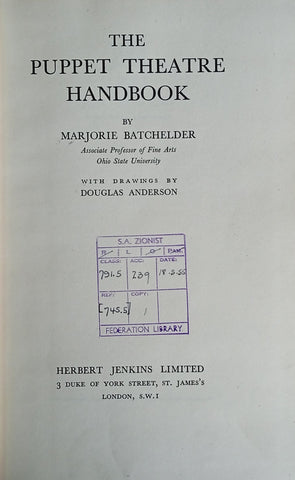 THE
PUPPET THEATRE
HANDBOOK
BY
MARJORIE BATCHELDER
Associate Professor of Fine Arts
Ohio State University
WITH DRAWINGS BY
DOUGLAS ANDERSON
S.A. ZIONIST
B L O PAM.
CLASS: ACC: DATE:
791.5 239 18.2.55
REF: COPY:
[745.5] 1
FEDERATION LIBRARY.
HERBERT JENKINS LIMITED
3 DUKE OF YORK STREET, ST. JAMES'S
LONDON, S.W.1